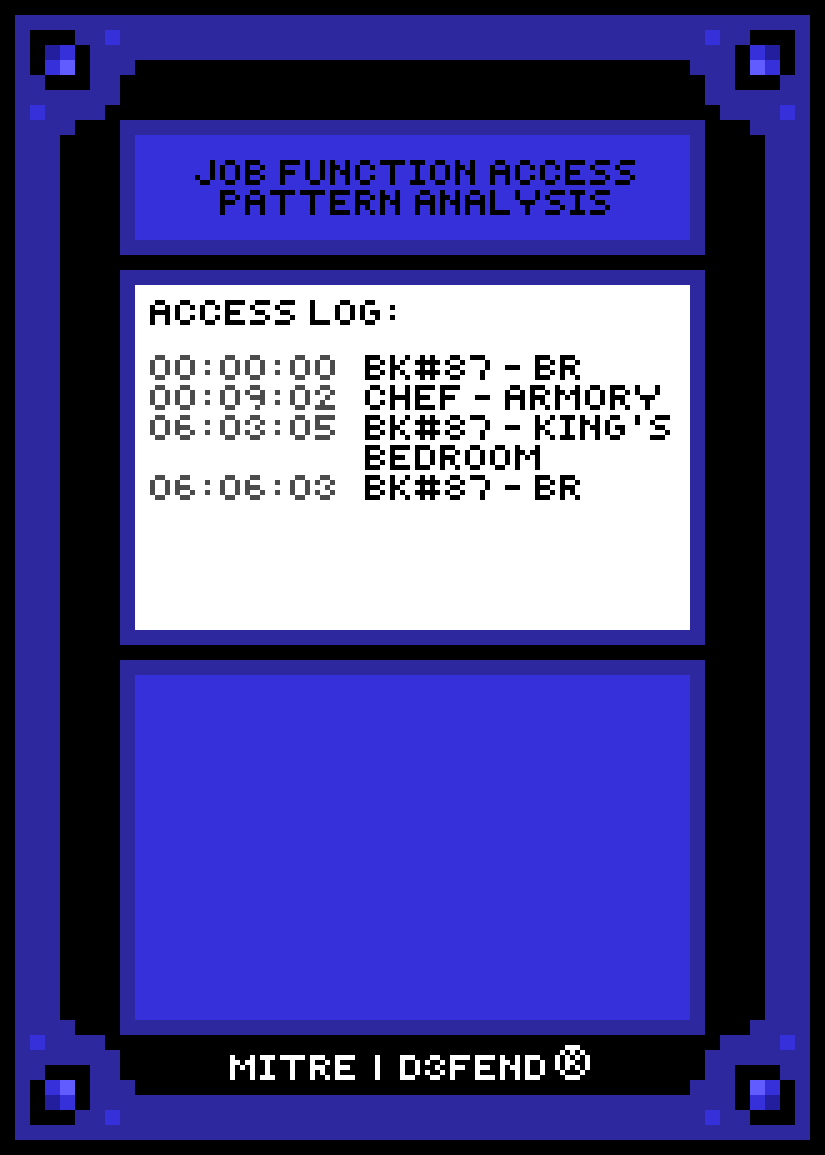 JOB FUNCTION ACCESS
PATTERN ANALYSIS
ACCESS LOG:
00:00:00 BK#87 - BR
00:09:02 CHEF - ARMORY
06:03:05 BK#87 - KING'S
BEDROOM
06:06:03 BK#87 - BR
MITRE | D3FEND®